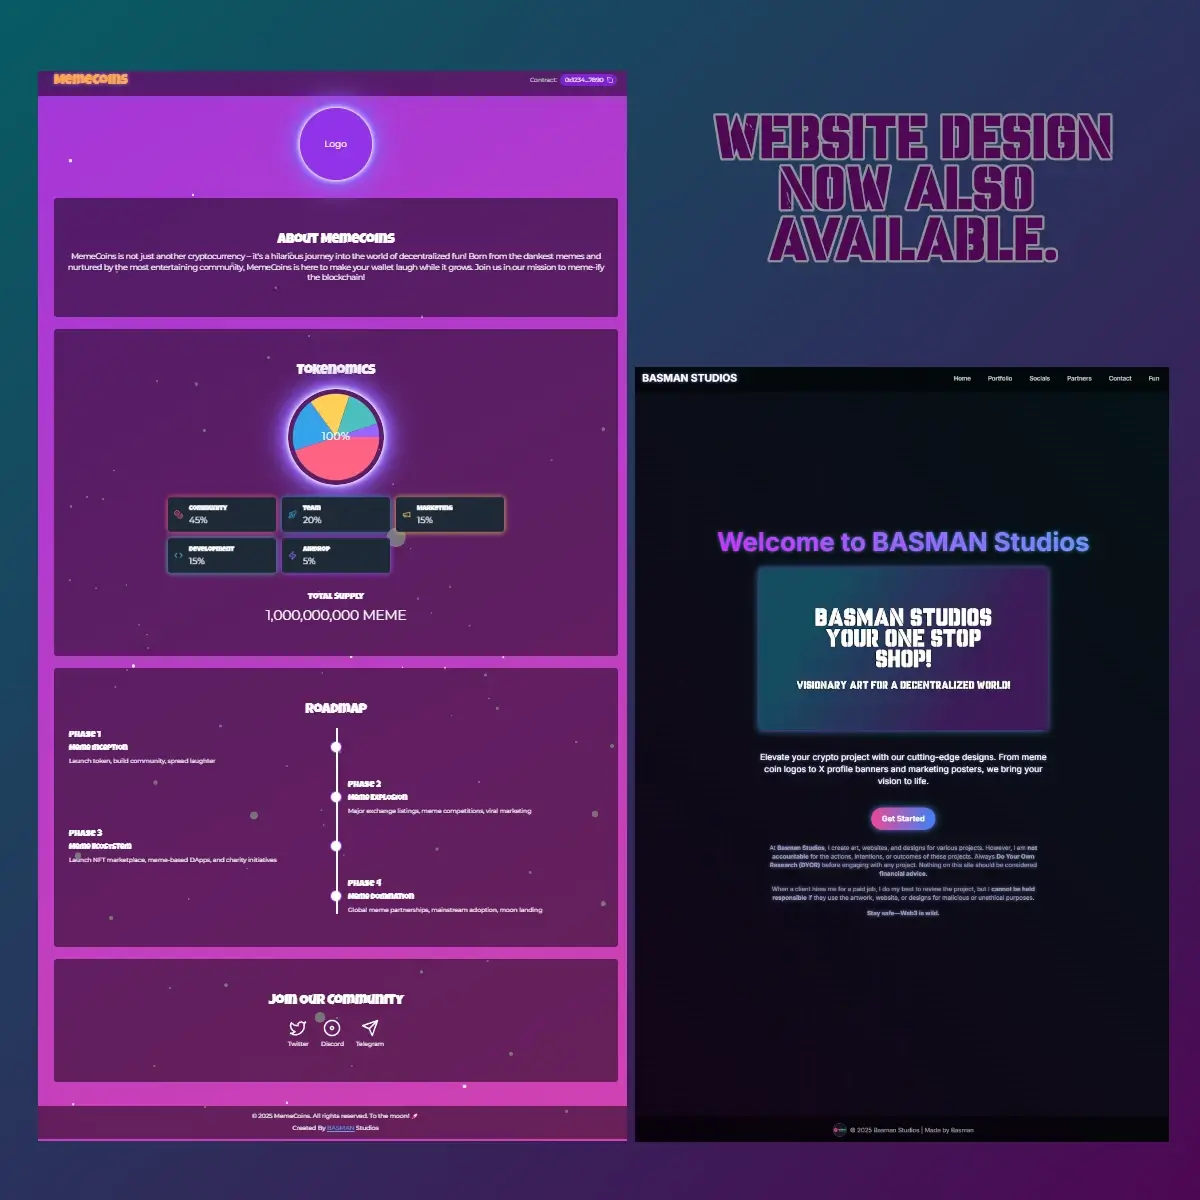 MemeCoins
Contract: 0x1234...7890
Logo
About MemeCoins
MemeCoins is not just another cryptocurrency – it's a hilarious journey into the world of decentralized fun! Born from the dankest memes and
nurtured by the most entertaining community, MemeCoins is here to make your wallet laugh while it grows. Join us in our mission to meme-ify
the blockchain!
Tokenomics
100%
Community
45%
Team
20%
Marketing
15%
Development
15%
Airdrop
5%
Total Supply
1,000,000,000 MEME
Roadmap
Phase 1
Meme Inception
Launch token, build community, spread laughter
Phase 2
Meme Explosion
Major exchange listings, meme competitions, viral marketing
Phase 3
Meme Ecosystem
Launch NFT marketplace, meme-based DApps, and charity initiatives
Phase 4
Meme Domination
Global meme partnerships, mainstream adoption, moon landing
Join Our Community
Twitter
Discord
Telegram
© 2025 MemeCoins. All rights reserved. To the moon! 🚀
Created By BASMAN Studios
WEBSITE DESIGN
NOW ALSO
AVAILABLE.
BASMAN STUDIOS
Home Portfolio Socials Partners Contact Fun
Welcome to BASMAN Studios
BASMAN STUDIOS
YOUR ONE STOP
SHOP!
VISIONARY ART FOR A DECENTRALIZED WORLD!
Elevate your crypto project with our cutting-edge designs. From meme
coin logos to X profile banners and marketing posters, we bring your
vision to life.
Get Started
At Basman Studios, I create art, websites, and designs for various projects. However, I am not
accountable for the actions, intentions, or outcomes of these projects. Always Do Your Own
Research (DYOR) before engaging with any project. Nothing on this site should be considered
financial advice.
When a client hires me for a paid job, I do my best to review the project, but I cannot be held
responsible if they use the artwork, website, or designs for malicious or unethical purposes.
Stay safe—Web3 is wild.
© 2025 Basman Studios | Made by Basman